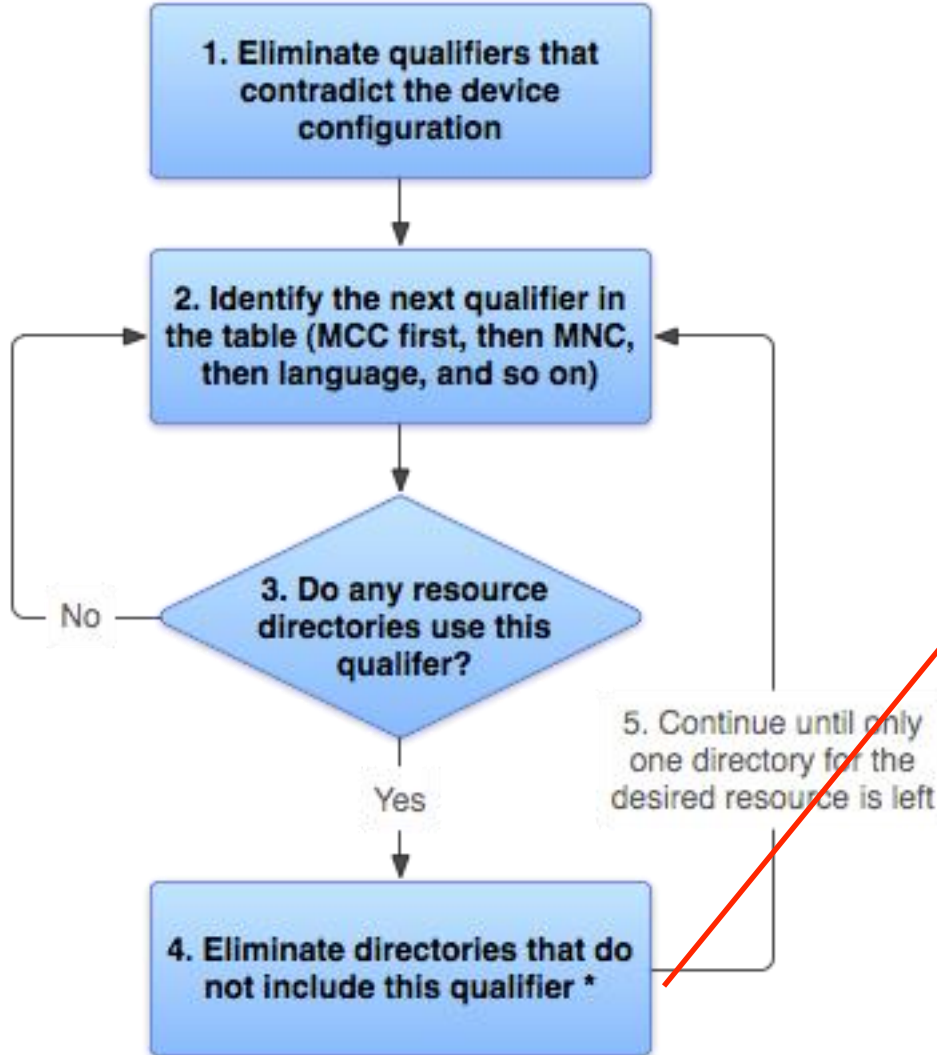 1. Eliminate qualifiers that
contradict the device
configuration
2. Identify the next qualifier in
the table (MCC first, then MNC,
then language, and so on)
3. Do any resource
directories use this
qualifer?
No
Yes
5. Continue until only
one directory for the
desired resource is left
4. Eliminate directories that do
not include this qualifier *